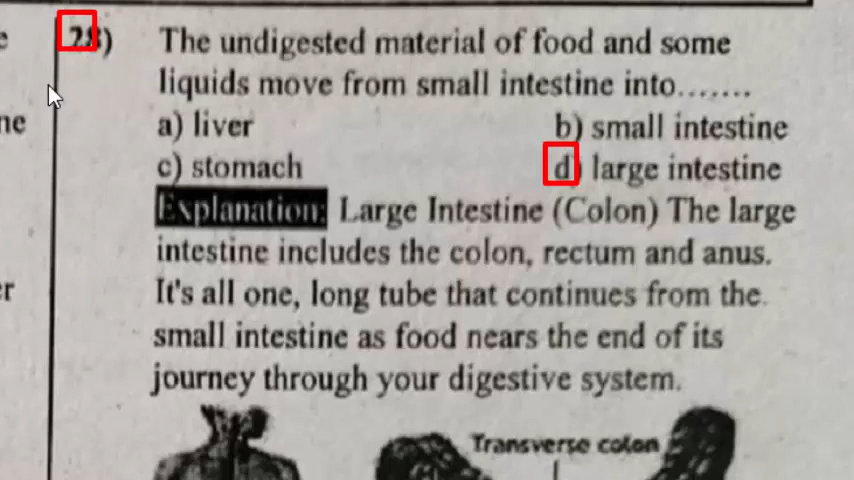 28) The undigested material of food and some
liquids move from small intestine into.......
a) liver b) small intestine
c) stomach d) large intestine
Explanation: Large Intestine (Colon) The large
intestine includes the colon, rectum and anus.
It's all one, long tube that continues from the
small intestine as food nears the end of its
journey through your digestive system.
Transverse colon